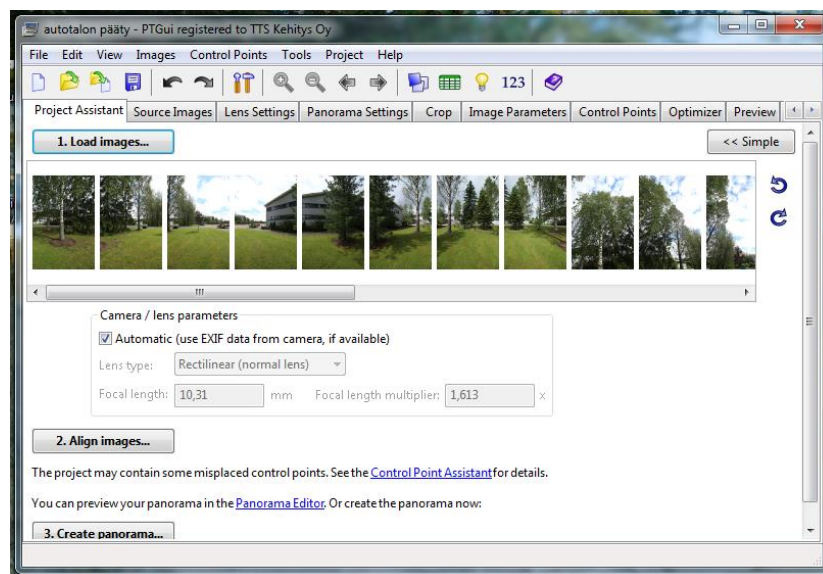 autotalon pääty - PTGui registered to TTS Kehitys Oy
File Edit View Images Control Points Tools Project Help
123
Project Assistant Source Images Lens Settings Panorama Settings Crop Image Parameters Control Points Optimizer Preview
1. Load images... << Simple
Camera / lens parameters
Automatic (use EXIF data from camera, if available)
Lens type: Rectilinear (normal lens)
Focal length: 10,31 mm Focal length multiplier: 1,613 x
2. Align images...
The project may contain some misplaced control points. See the Control Point Assistant for details.
You can preview your panorama in the Panorama Editor. Or create the panorama now:
3. Create panorama...